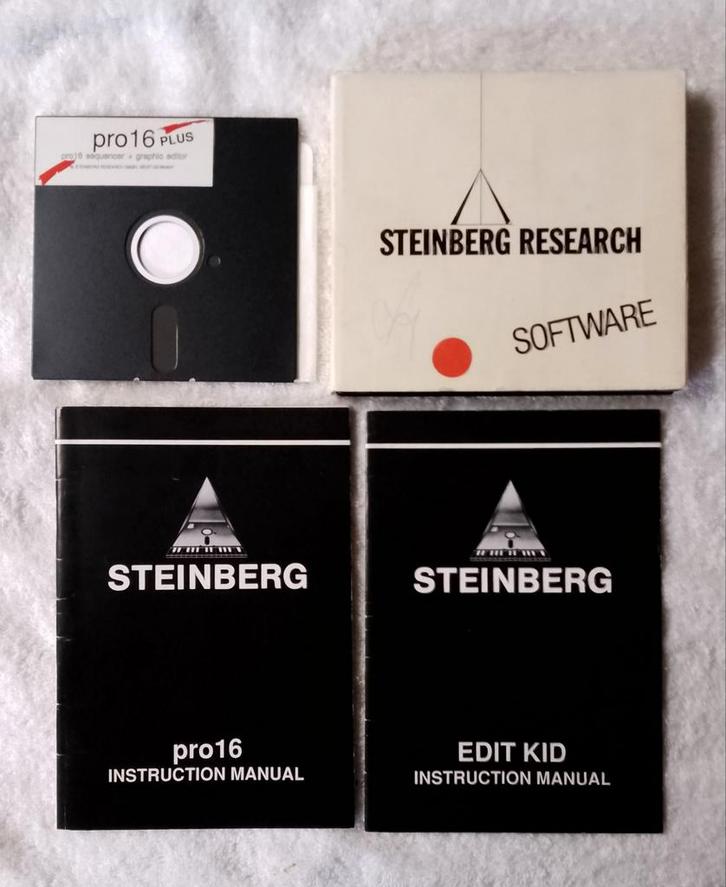 pro16 PLUS
pro16 sequencer + graphic editor
STEINBERG RESEARCH
SOFTWARE
STEINBERG
pro16
INSTRUCTION MANUAL
STEINBERG
EDIT KID
INSTRUCTION MANUAL